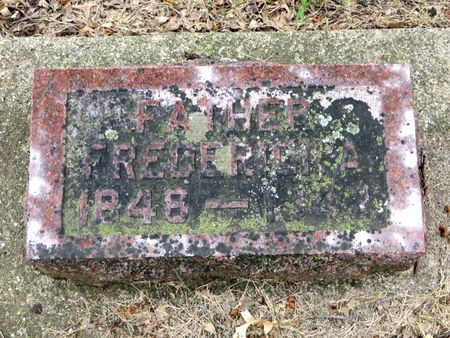 FATHER
FREDERICK A
1848 —